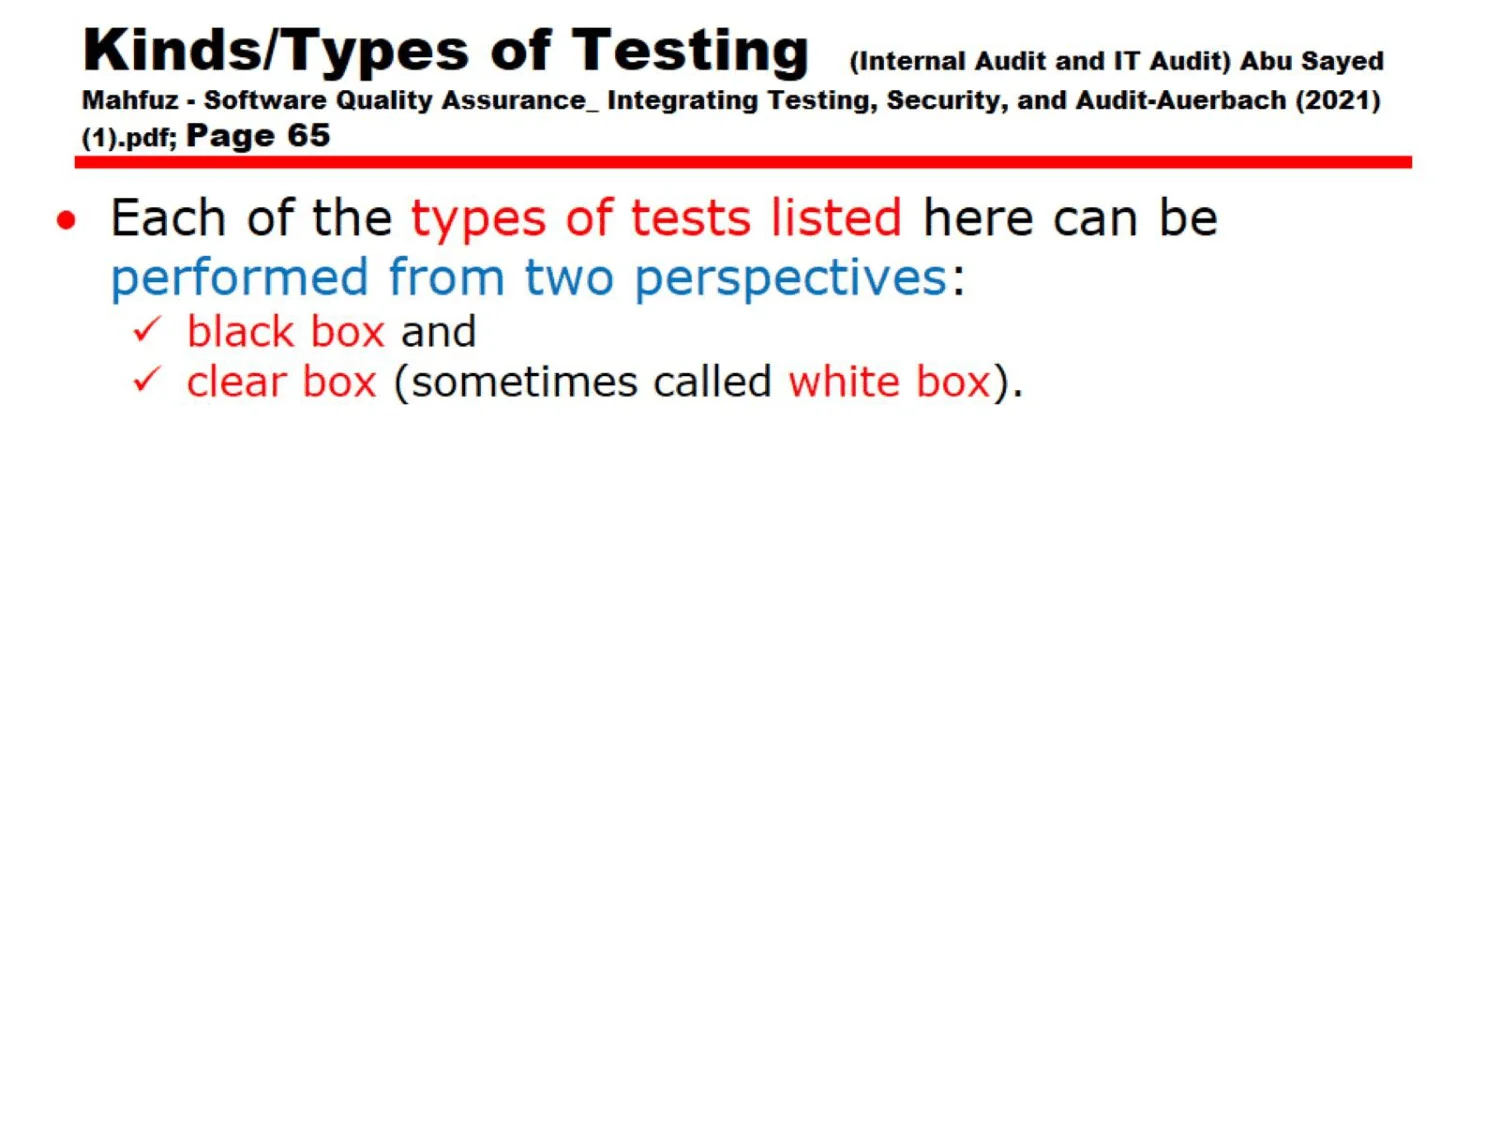 Kinds/Types of Testing (Internal Audit and IT Audit) Abu Sayed
Mahfuz - Software Quality Assurance_ Integrating Testing, Security, and Audit-Auerbach (2021)
(1).pdf; Page 65
• Each of the types of tests listed here can be
performed from two perspectives:
✓ black box and
✓ clear box (sometimes called white box).